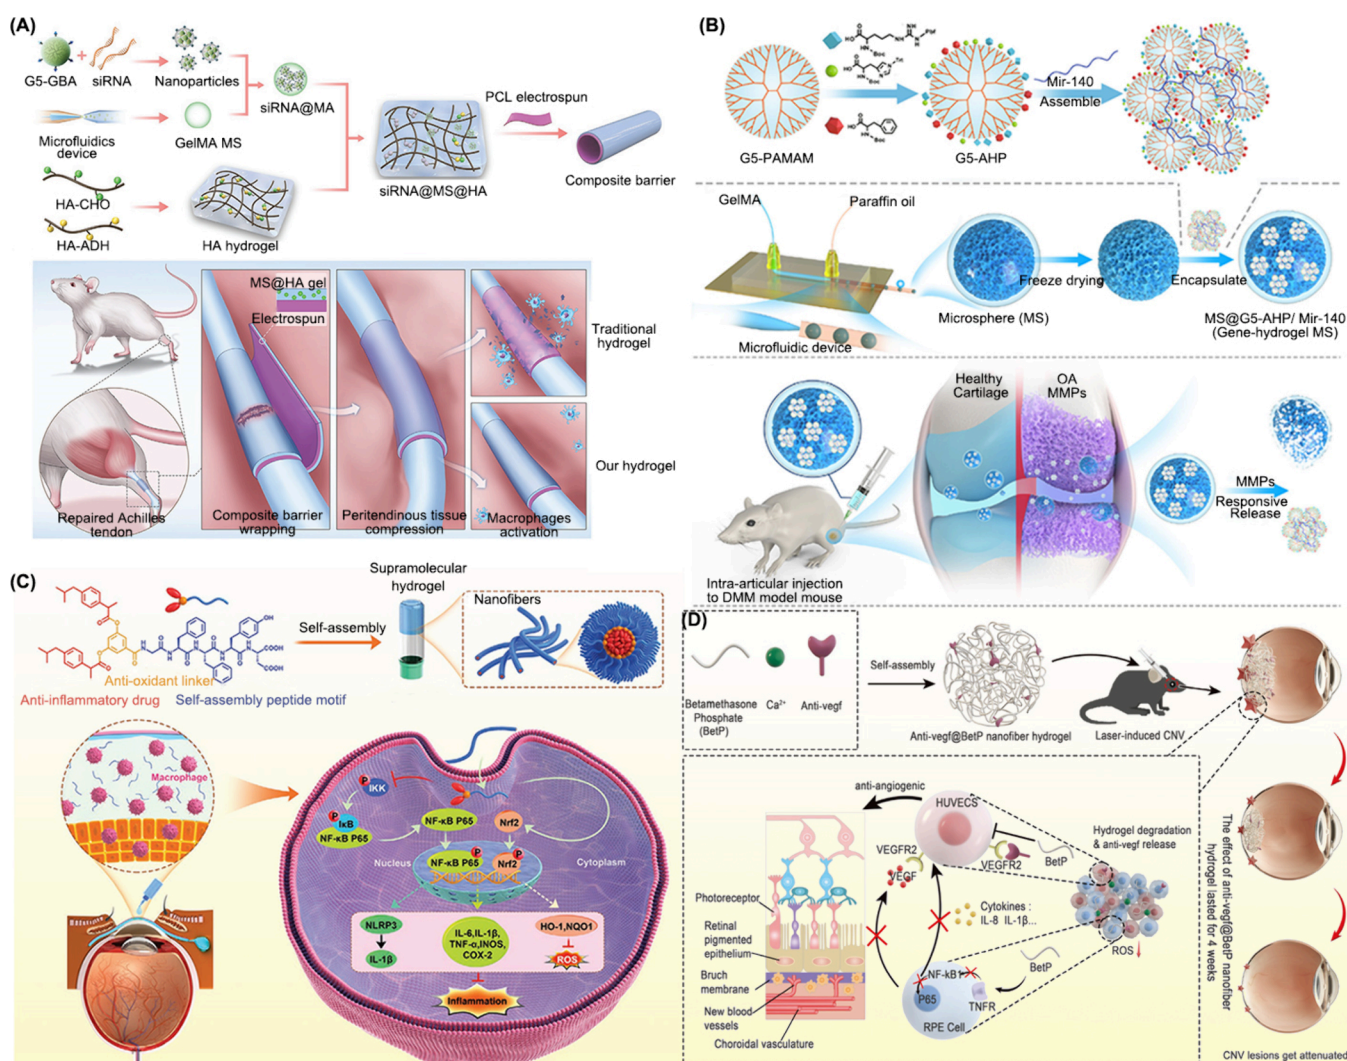 (A)
G5-GBA
+
siRNA
Nanoparticles
siRNA@MA
Microfluidics
device
GelMA MS
HA-CHO
HA-ADH
HA hydrogel
siRNA@MS@HA
PCL electrospun
Composite barrier
MS@HA gel
Electrospun
Traditional
hydrogel
Our hydrogel
Repaired Achilles
tendon
Composite barrier
wrapping
Peritendinous tissue
compression
Macrophages
activation
(B)
G5-PAMAM
G5-AHP
Mir-140
Assemble
GelMA
Paraffin oil
Microfluidic device
Microsphere (MS)
Freeze drying
Encapsulate
MS@G5-AHP/ Mir-140
(Gene-hydrogel MS)
Healthy
Cartilage
OA
MMPs
MMPs
Responsive
Release
Intra-articular injection
to DMM model mouse
(C)
Anti-oxidant linker
Anti-inflammatory drug
Self-assembly peptide motif
Self-assembly
Supramolecular
hydrogel
Nanofibers
Macrophage
P
IKK
P
IκB
NF-κB P65
NF-κB P65
Nrf2
Nucleus
NF-κB P65
P
Nrf2
P
Cytoplasm
NLRP3
IL-1β
IL-6,IL-1β,
TNF-α,INOS,
COX-2
HO-1,NQO1
ROS
Inflammation
(D)
Betamethasone
Phosphate
(BetP)
Ca²⁺
Anti-vegf
Self-assembly
Anti-vegf@BetP nanofiber hydrogel
Laser-induced CNV
anti-angiogenic
HUVECS
VEGFR2
VEGF
VEGFR2
BetP
Hydrogel degradation
& anti-vegf release
Cytokines :
IL-8 IL-1β...
ROS
BetP
NF-kB1
P65
TNFR
RPE Cell
Photoreceptor
Retinal
pigmented
epithelium
Bruch
membrane
New blood
vessels
Choroidal vasculature
The effect of anti-vegf@BetP nanofiber
hydrogel lasted for 4 weeks
CNV lesions get attenuated